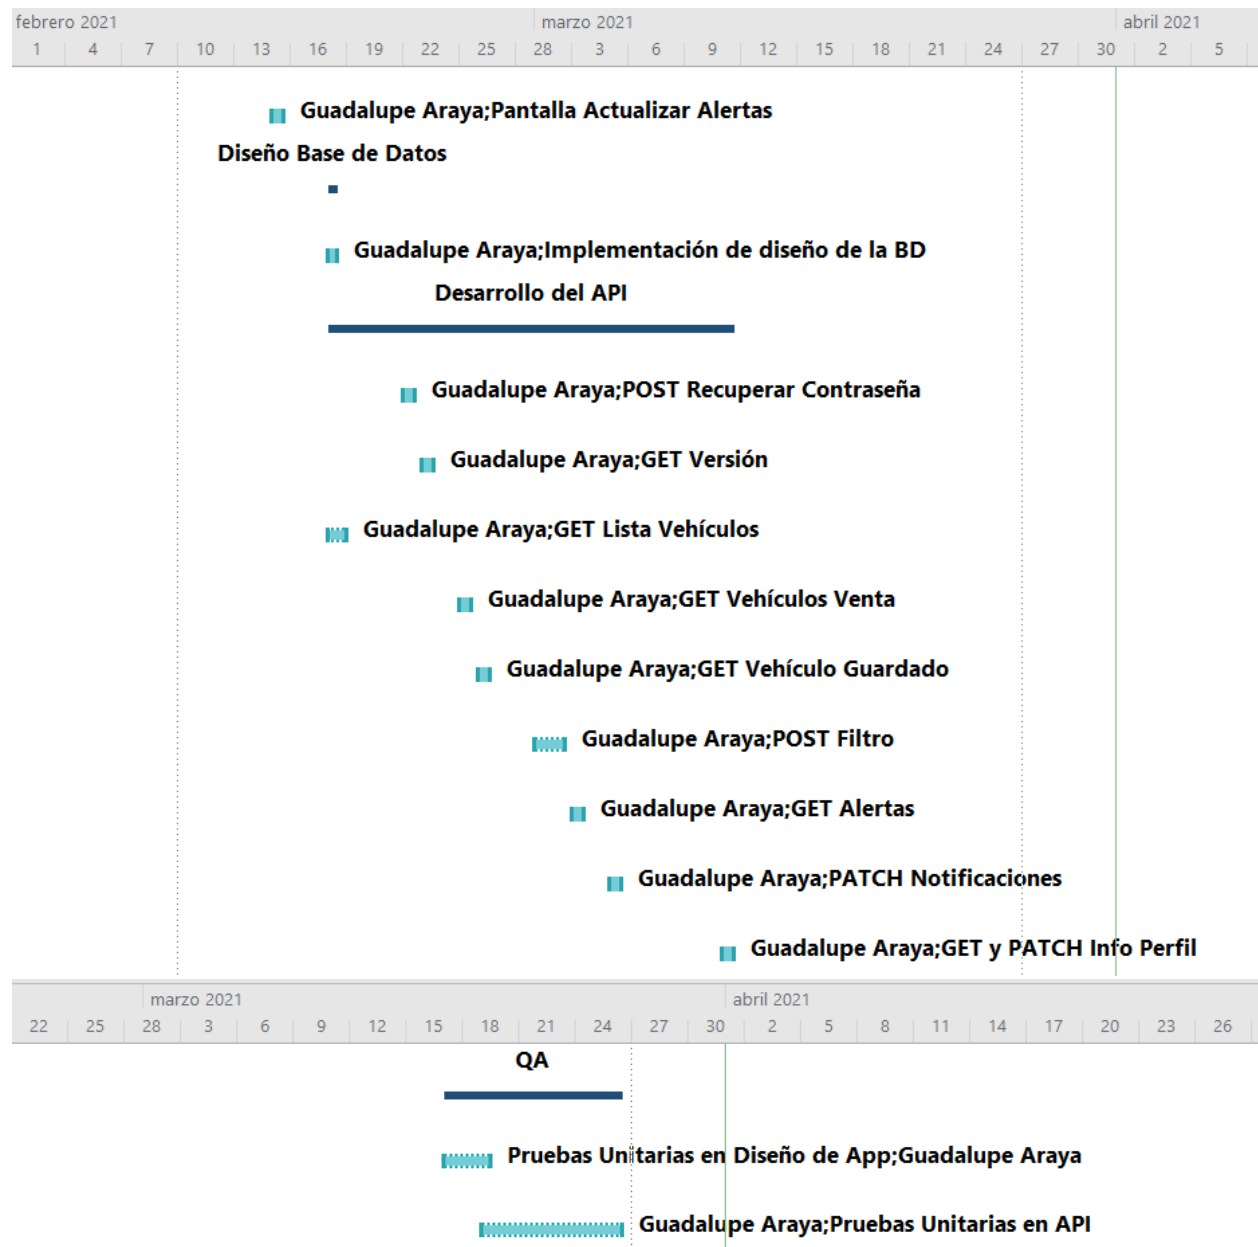 febrero 2021 marzo 2021 abril 2021
1 4 7 10 13 16 19 22 25 28 3 6 9 12 15 18 21 24 27 30 2 5
Guadalupe Araya;Pantalla Actualizar Alertas
Diseño Base de Datos
Guadalupe Araya;Implementación de diseño de la BD
Desarrollo del API
Guadalupe Araya;POST Recuperar Contraseña
Guadalupe Araya;GET Versión
Guadalupe Araya;GET Lista Vehículos
Guadalupe Araya;GET Vehículos Venta
Guadalupe Araya;GET Vehículo Guardado
Guadalupe Araya;POST Filtro
Guadalupe Araya;GET Alertas
Guadalupe Araya;PATCH Notificaciones
Guadalupe Araya;GET y PATCH Info Perfil
marzo 2021 abril 2021
22 25 28 3 6 9 12 15 18 21 24 27 30 2 5 8 11 14 17 20 23 26
QA
Pruebas Unitarias en Diseño de App;Guadalupe Araya
Guadalupe Araya;Pruebas Unitarias en API